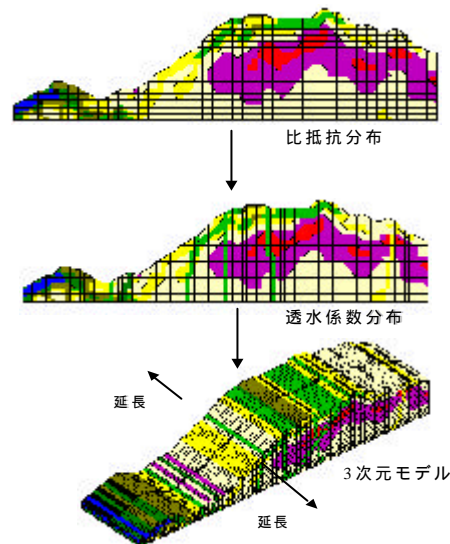 比抵抗分布
透水係数分布
延長
3次元モデル
延長